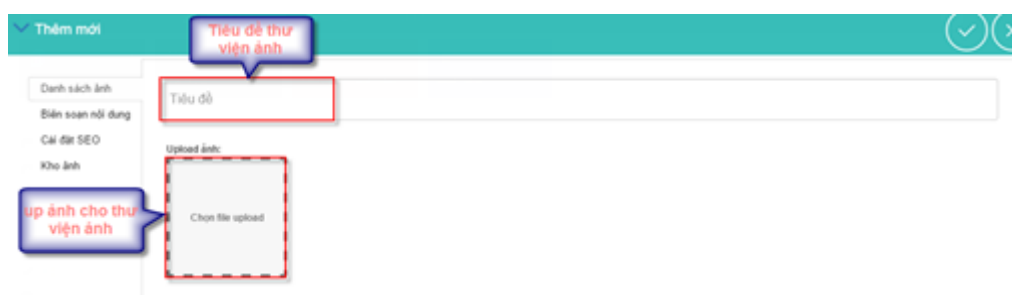 Thêm mới
Tiêu đề thư
viện ảnh
Danh sách ảnh
Tiêu đề
Biên soạn nội dung
Cài đặt SEO
Upload ảnh:
Kho ảnh
up ảnh cho thư
viện ảnh
Chọn file upload